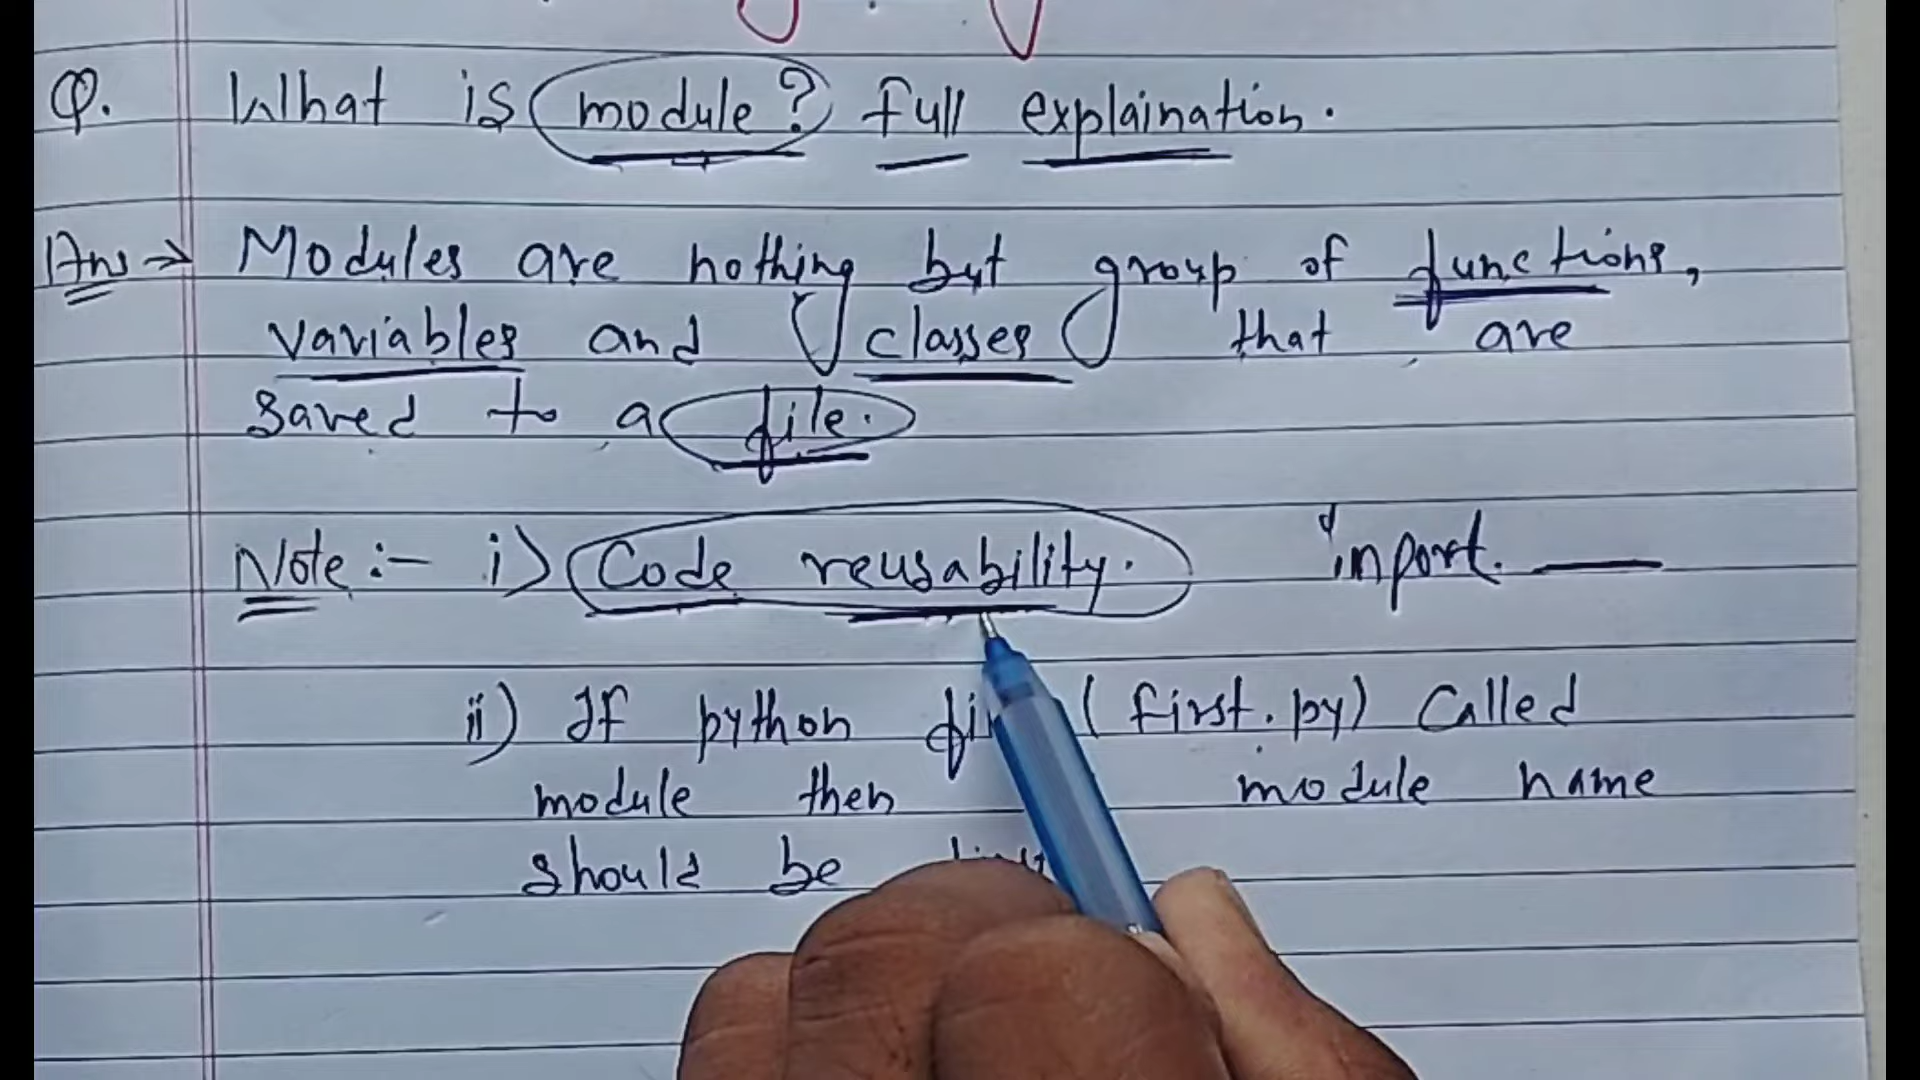 Q. What is module? full explaination.
Ans → Modules are nothing but group of functions,
variables and classes that are
saved to a file.
Note :- i) Code reusability. import. —
ii) If python (first.py) called
module then module name
should be